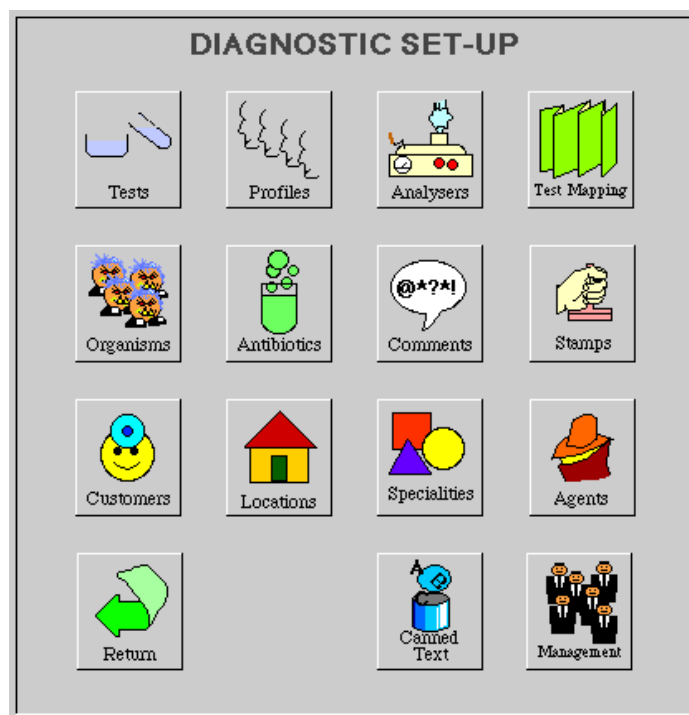 DIAGNOSTIC SET-UP
Tests
Profiles
Analysers
Test Mapping
Organisms
Antibiotics
@*?*!
Comments
Stamps
Customers
Locations
Specialities
Agents
Return
A
B
Canned
Text
Management